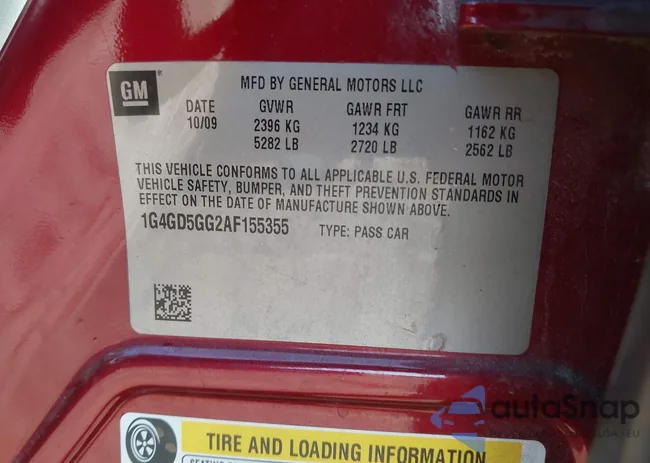 GM®
MFD BY GENERAL MOTORS LLC
DATE GVWR GAWR FRT GAWR RR
10/09 2396 KG 1234 KG 1162 KG
5282 LB 2720 LB 2562 LB
THIS VEHICLE CONFORMS TO ALL APPLICABLE U.S. FEDERAL MOTOR
VEHICLE SAFETY, BUMPER, AND THEFT PREVENTION STANDARDS IN
EFFECT ON THE DATE OF MANUFACTURE SHOWN ABOVE.
1G4GD5GG2AF155355 TYPE: PASS CAR
autoSnap
TIRE AND LOADING INFORMATION